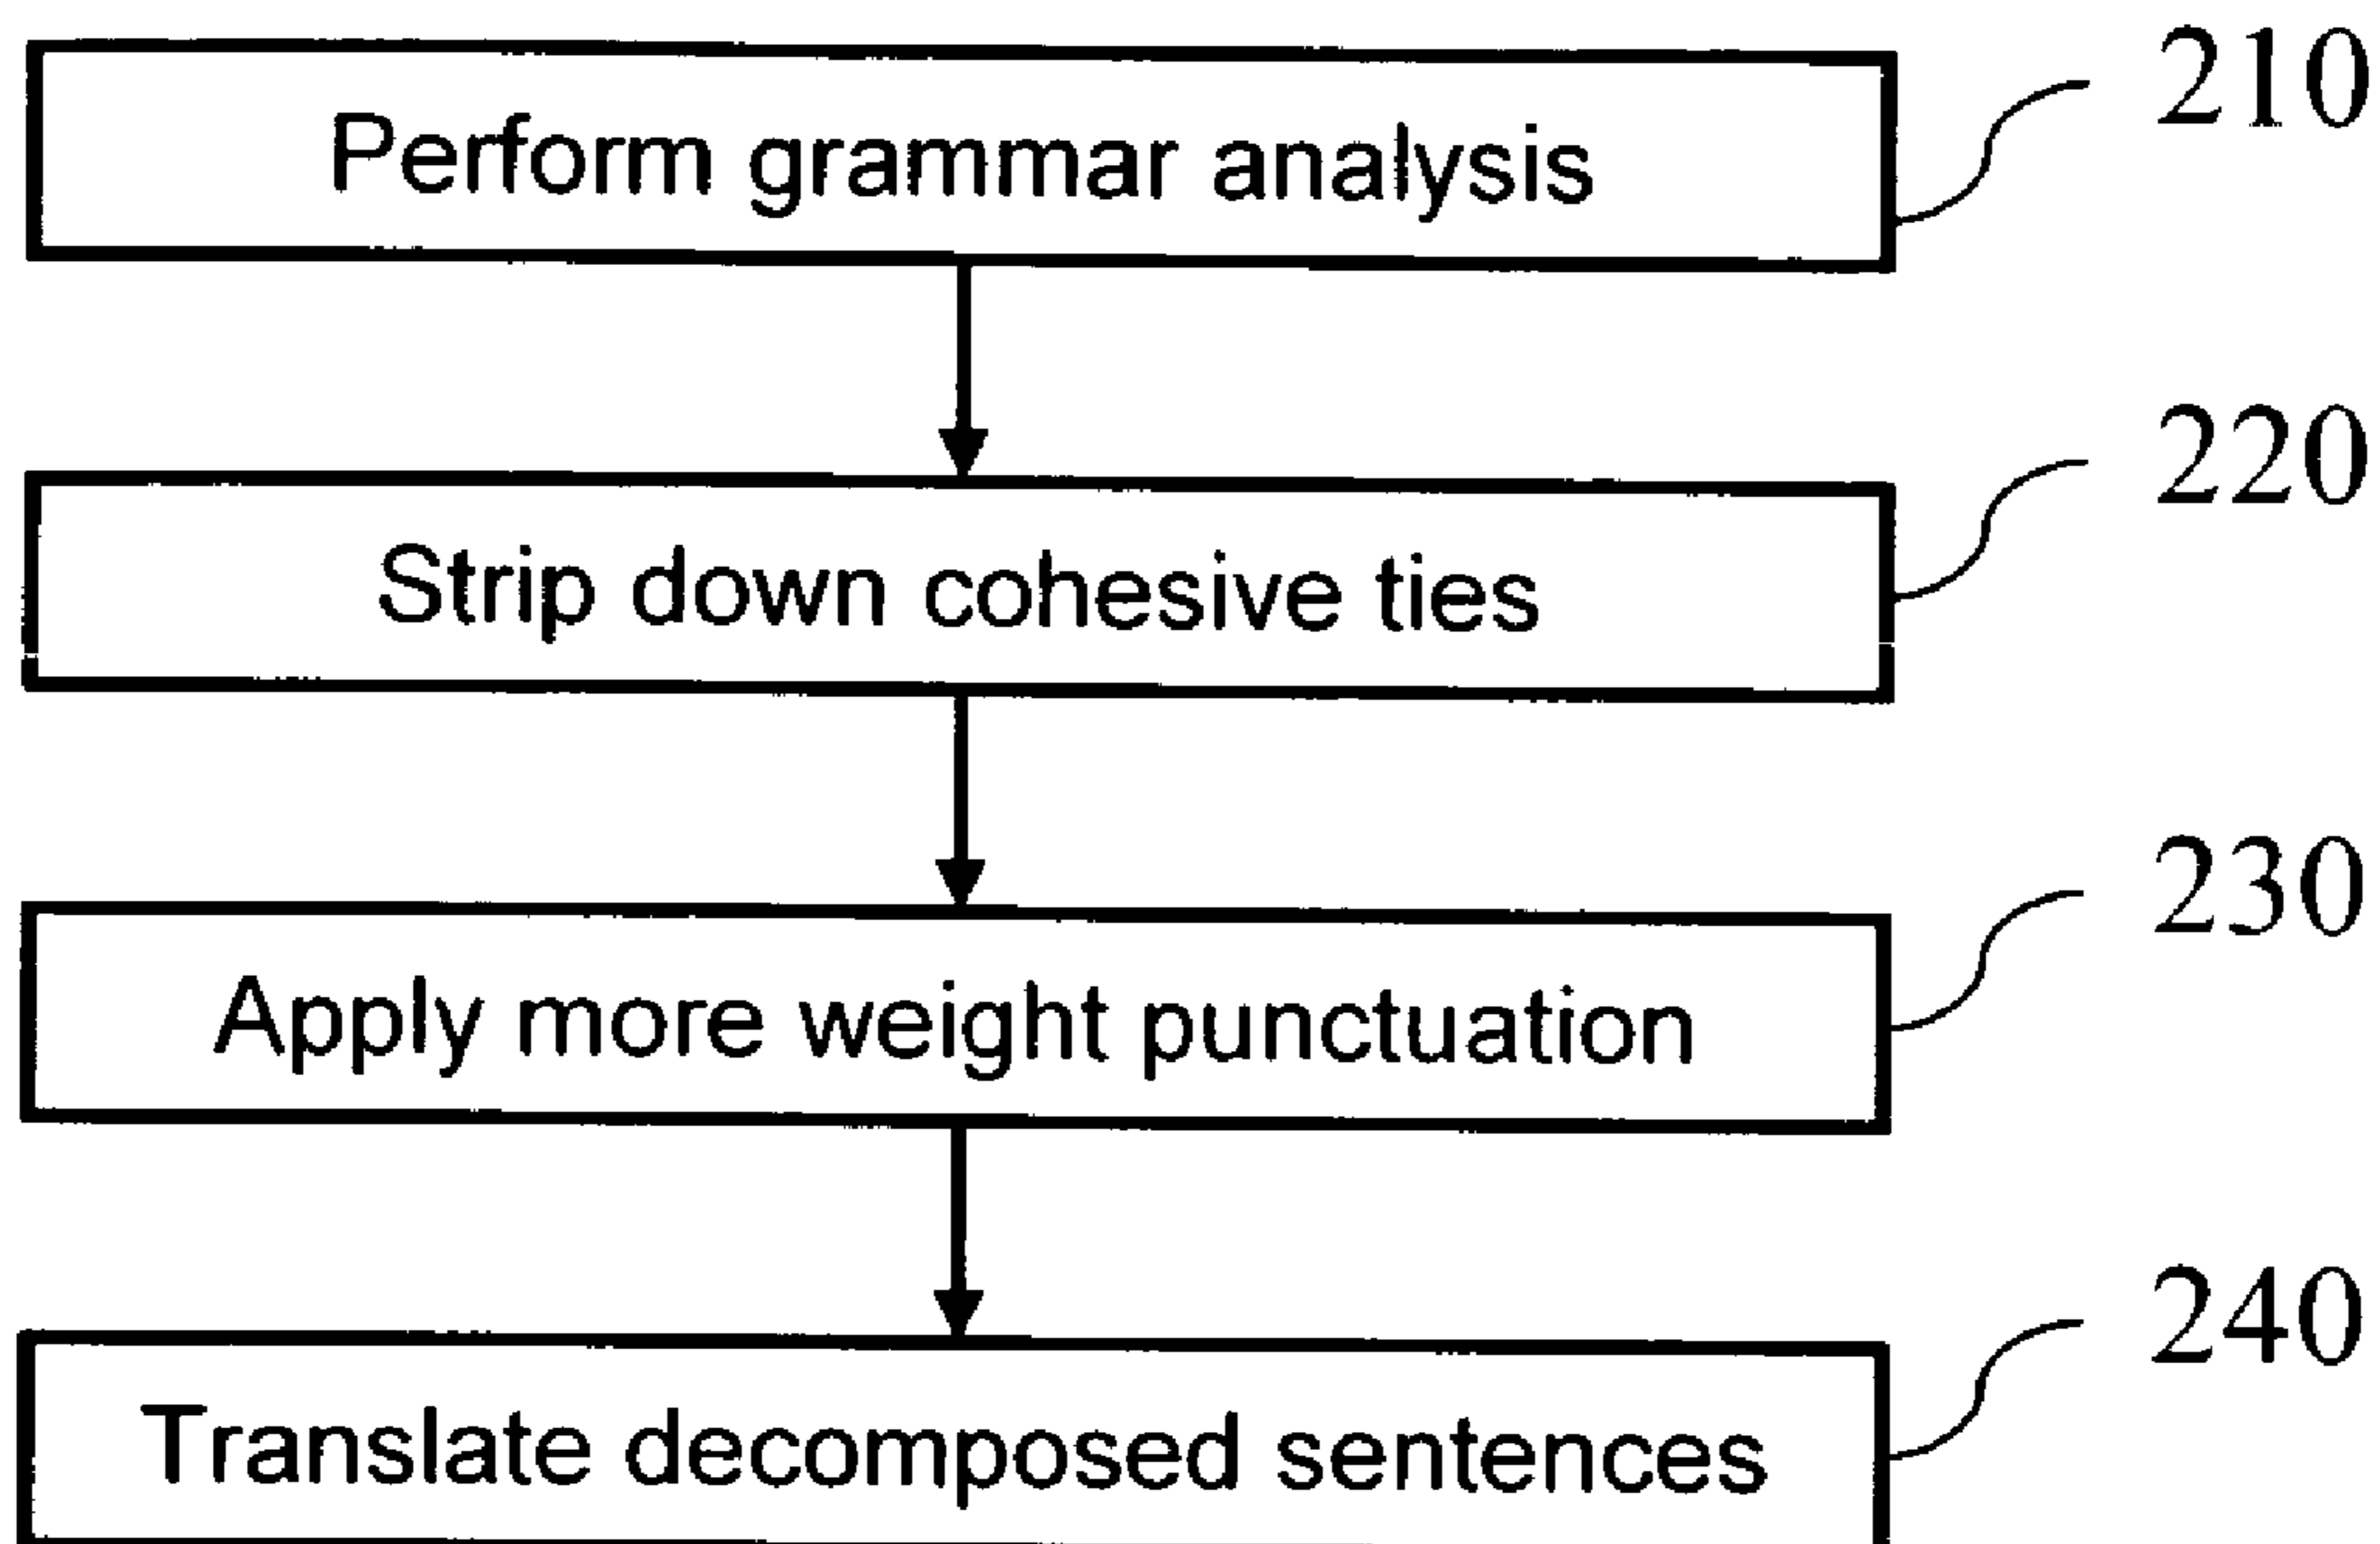 210
Perform grammar analysis
220
Strip down cohesive ties
230
Apply more weight punctuation
240
Translate decomposed sentences